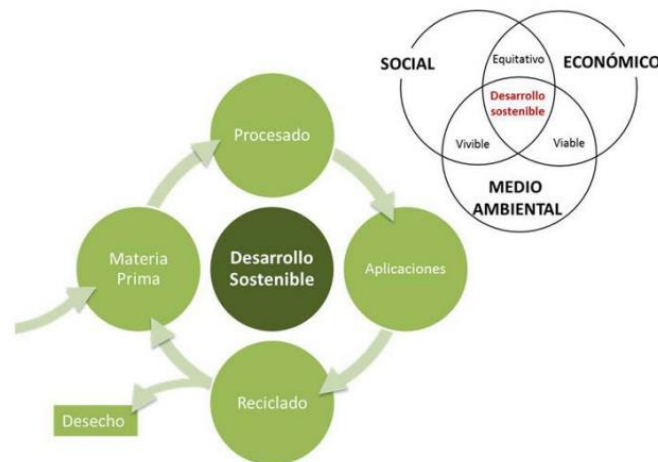 SOCIAL
Equitativo
ECONÓMICO
Desarrollo
sostenible
Vivible
Viable
MEDIO
AMBIENTAL
Procesado
Materia
Prima
Desarrollo
Sostenible
Aplicaciones
Reciclado
Desecho